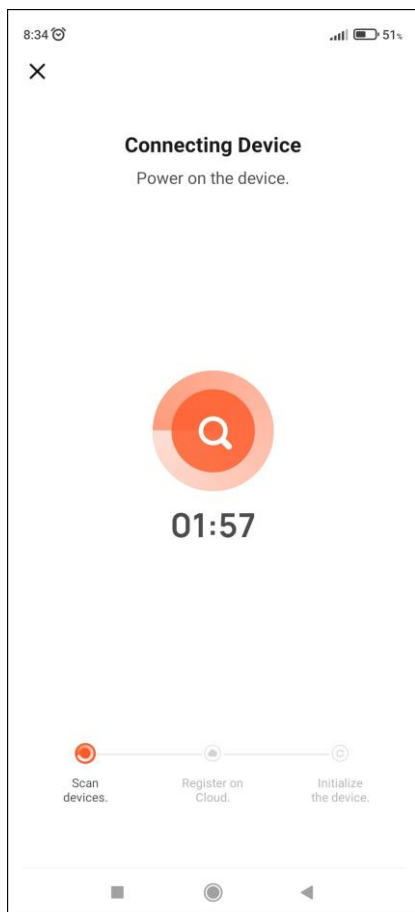 8:34
51%
Connecting Device
Power on the device.
01:57
Scan
devices.
Register on
Cloud.
Initialize
the device.